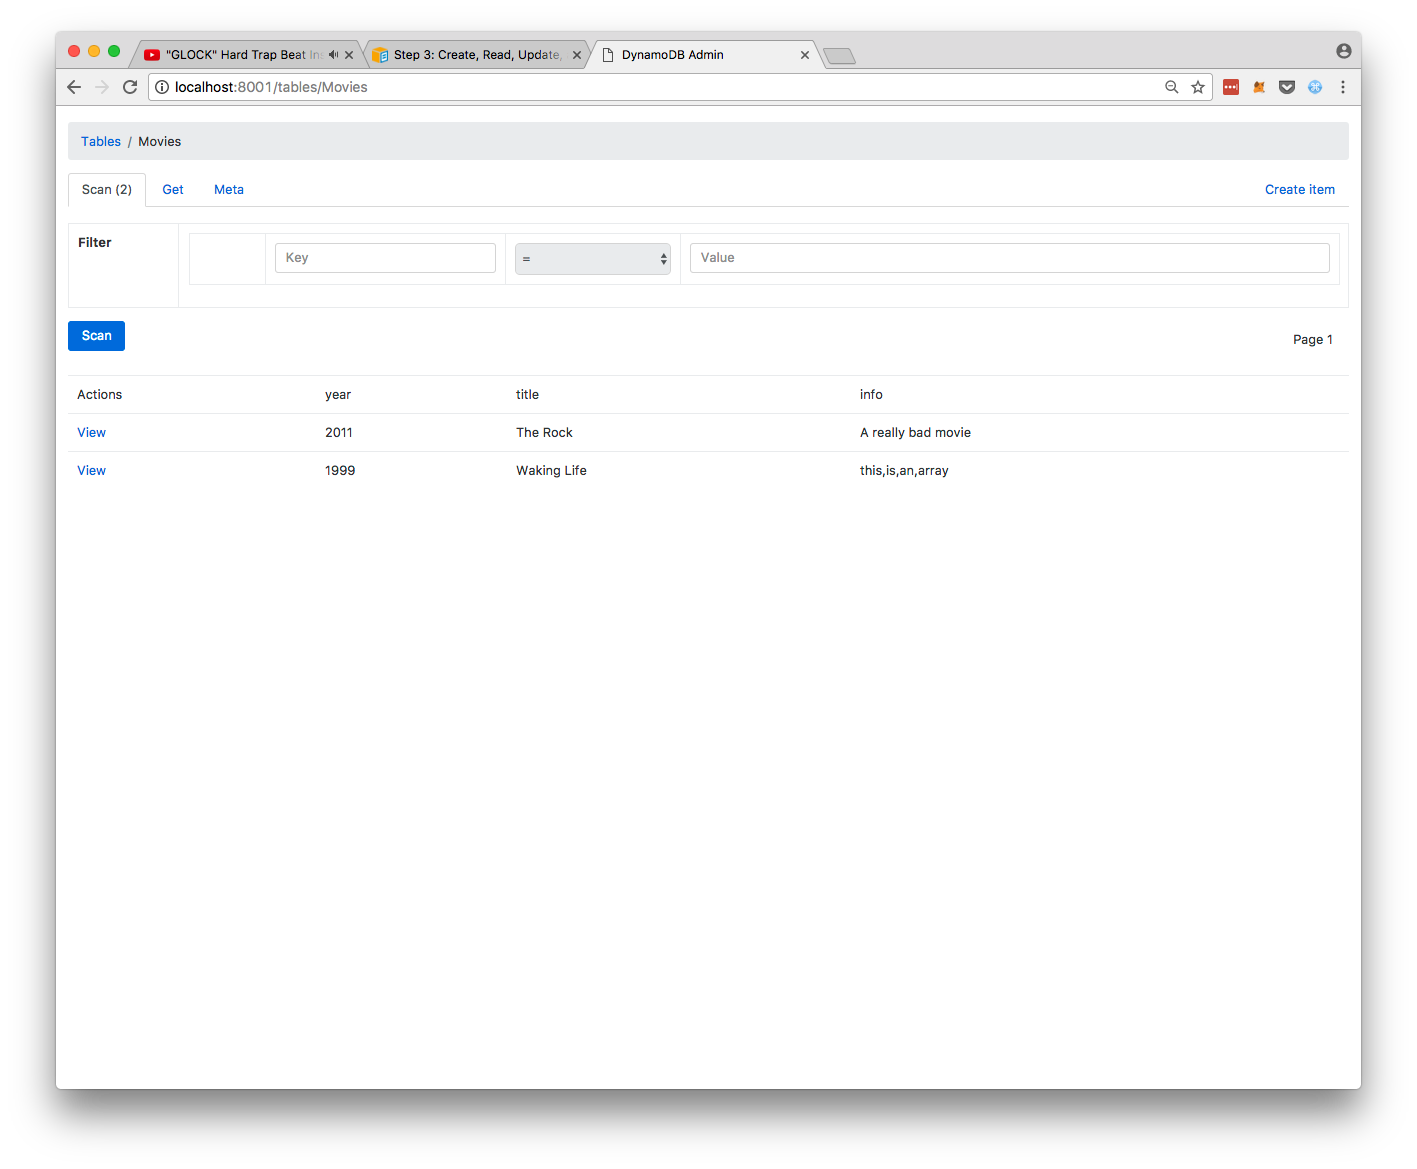 "GLOCK" Hard Trap Beat Ins
Step 3: Create, Read, Update,
DynamoDB Admin
localhost:8001/tables/Movies
Tables / Movies
Scan (2) Get Meta Create item
Filter Key = Value
Scan Page 1
Actions year title info
View 2011 The Rock A really bad movie
View 1999 Waking Life this,is,an,array